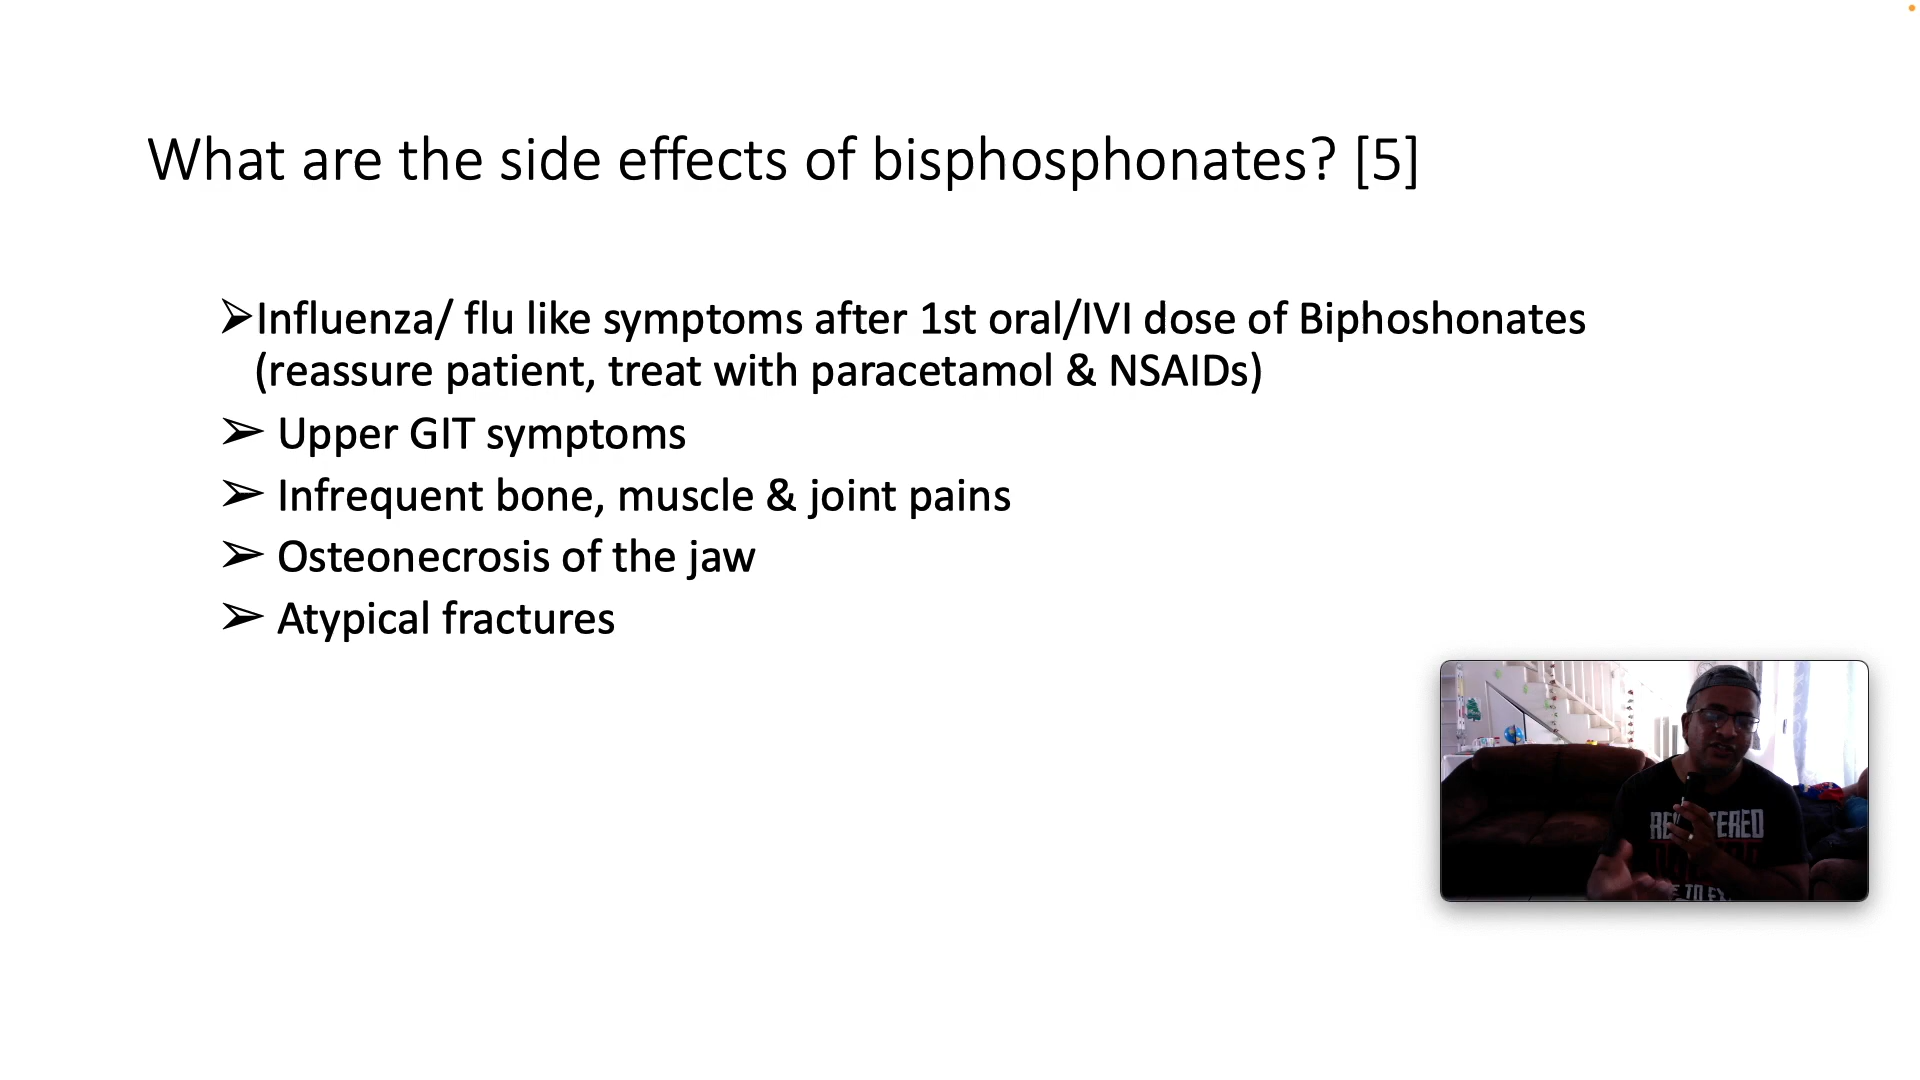 What are the side effects of bisphosphonates? [5]
➢Influenza/ flu like symptoms after 1st oral/IVI dose of Biphoshonates
(reassure patient, treat with paracetamol & NSAIDs)
➢ Upper GIT symptoms
➢ Infrequent bone, muscle & joint pains
➢ Osteonecrosis of the jaw
➢ Atypical fractures